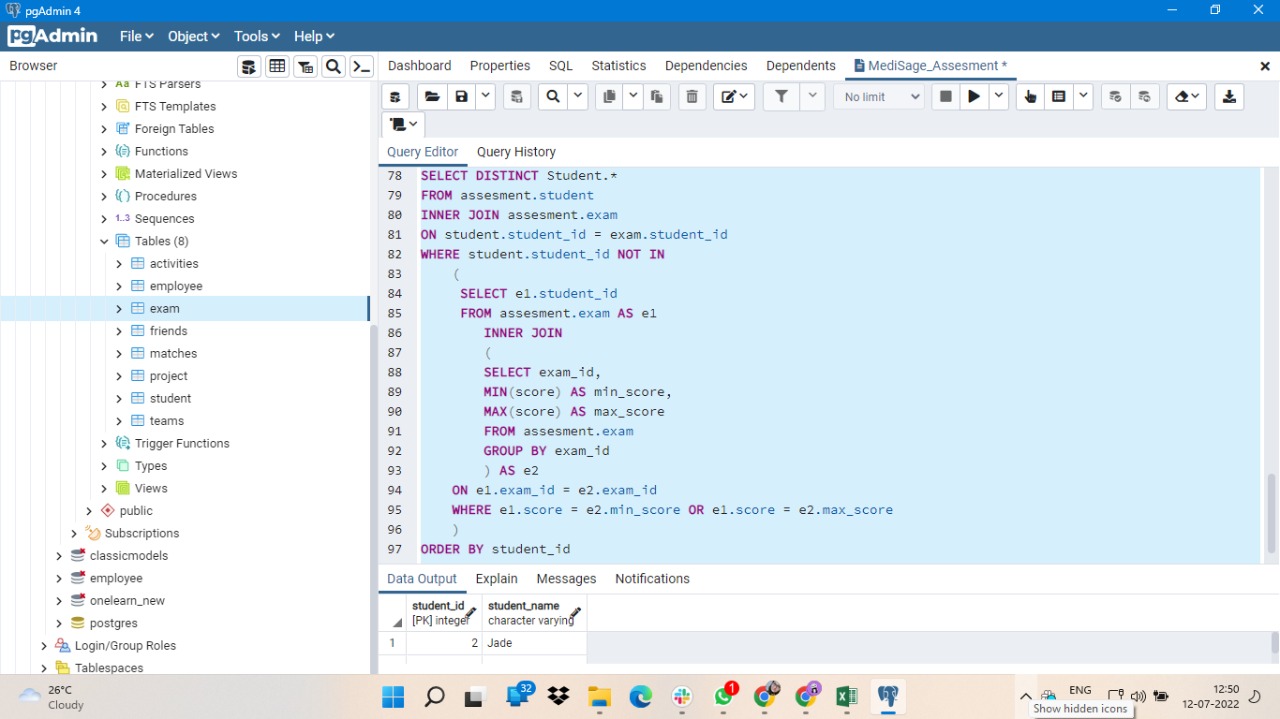 pgAdmin 4
pgAdmin File Object Tools Help
Browser
Dashboard Properties SQL Statistics Dependencies Dependents MediSage_Assesment *
No limit
Query Editor Query History
FTS Parsers
FTS Templates
Foreign Tables
Functions
Materialized Views
Procedures
1..3 Sequences
Tables (8)
activities
employee
exam
friends
matches
project
student
teams
Trigger Functions
Types
Views
public
Subscriptions
classicmodels
employee
onelearn_new
postgres
Login/Group Roles
Tablespaces
78 SELECT DISTINCT Student.*
79 FROM assesment.student
80 INNER JOIN assesment.exam
81 ON student.student_id = exam.student_id
82 WHERE student.student_id NOT IN
83 (
84 SELECT e1.student_id
85 FROM assesment.exam AS e1
86 INNER JOIN
87 (
88 SELECT exam_id,
89 MIN(score) AS min_score,
90 MAX(score) AS max_score
91 FROM assesment.exam
92 GROUP BY exam_id
93 ) AS e2
94 ON e1.exam_id = e2.exam_id
95 WHERE e1.score = e2.min_score OR e1.score = e2.max_score
96 )
97 ORDER BY student_id
Data Output Explain Messages Notifications
student_id student_name
[PK] integer character varying
1 2 Jade
26°C
Cloudy
32
1
ENG
12:50
12-07-2022
Show hidden icons